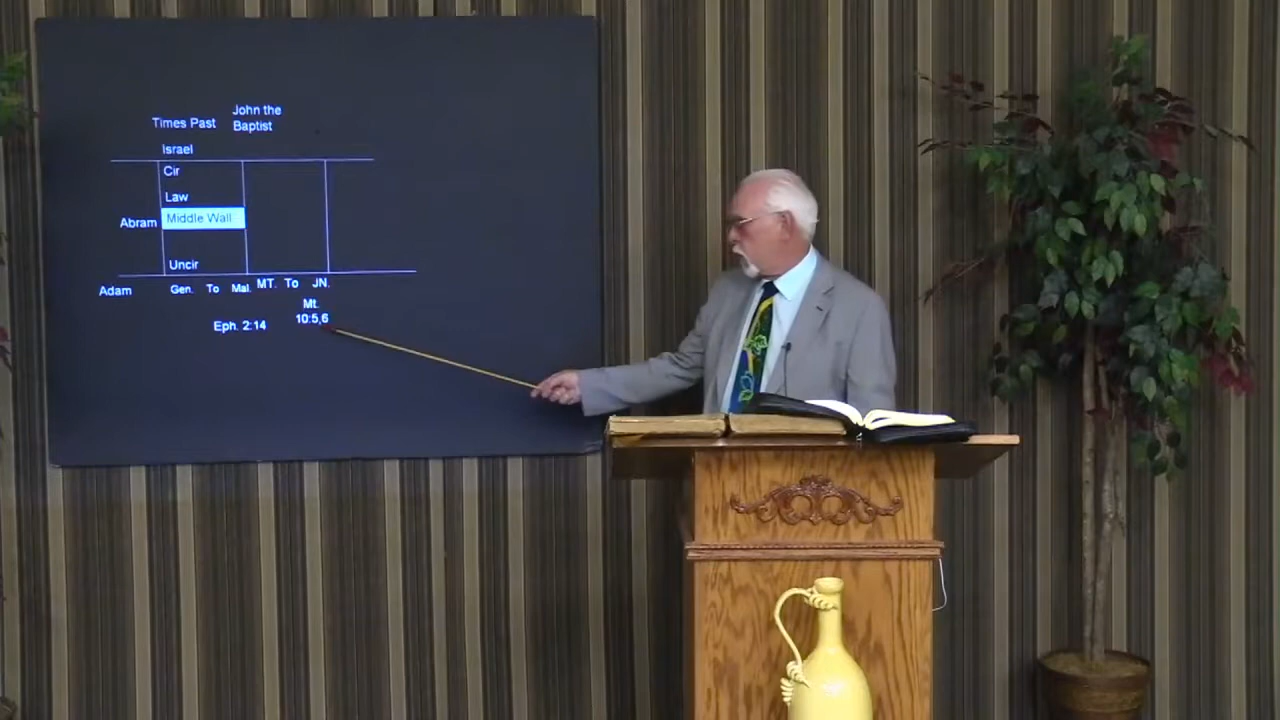 John the
Times Past Baptist
Israel
Cir
Law
Abram Middle Wall
Uncir
Adam Gen. To Mal. MT. To JN.
Mt.
Eph. 2:14 10:5,6